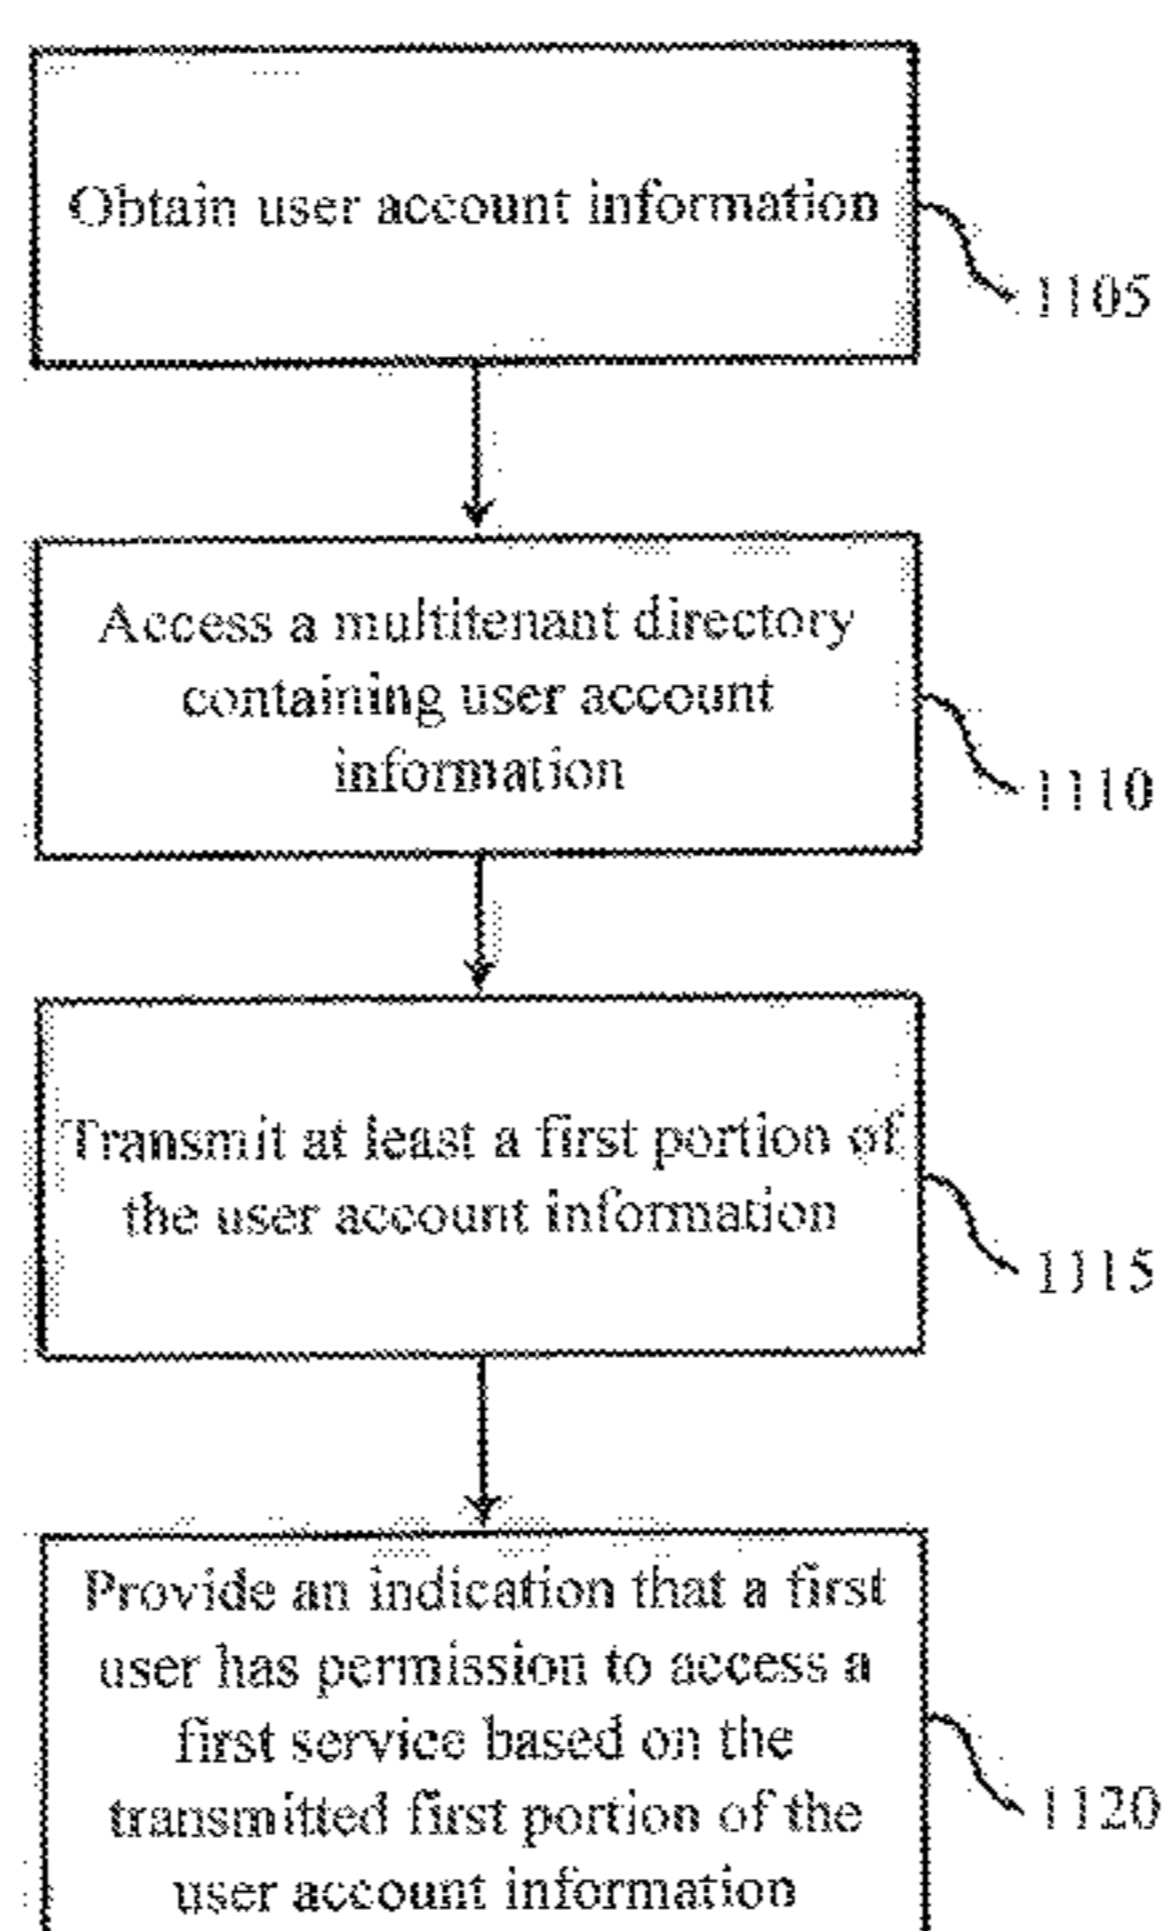 Obtain user account information
1105
Access a multitenant directory
containing user account
information
1110
Transmit at least a first portion of
the user account information
1115
Provide an indication that a first
user has permission to access a
first service based on the
transmitted first portion of the
user account information
1120